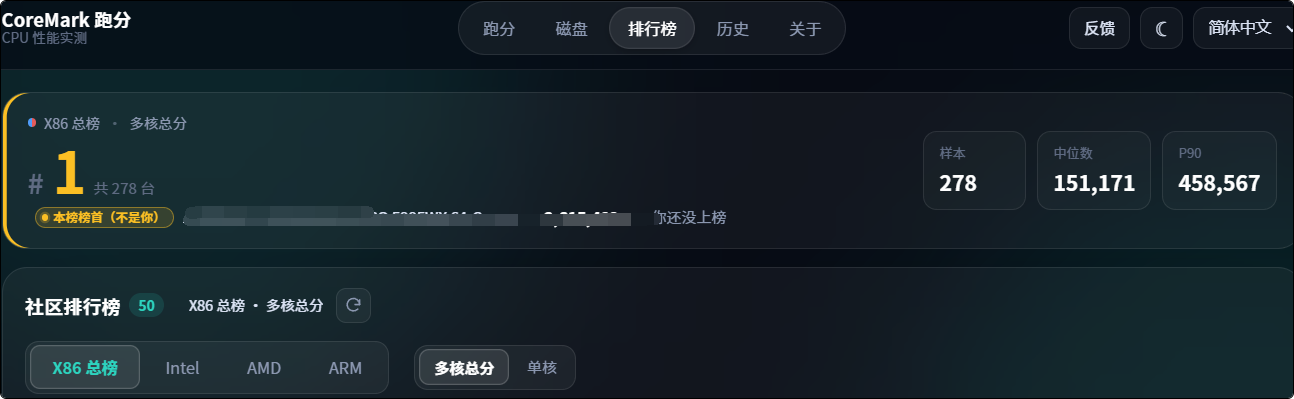 CoreMark 跑分
CPU 性能实测
跑分 磁盘 排行榜 历史 关于
反馈 简体中文
X86 总榜 · 多核总分
# 1 共 278 台
本榜榜首（不是你） 你还没上榜
样本 中位数 P90
278 151,171 458,567
社区排行榜 50 X86 总榜 · 多核总分
X86 总榜 Intel AMD ARM 多核总分 单核